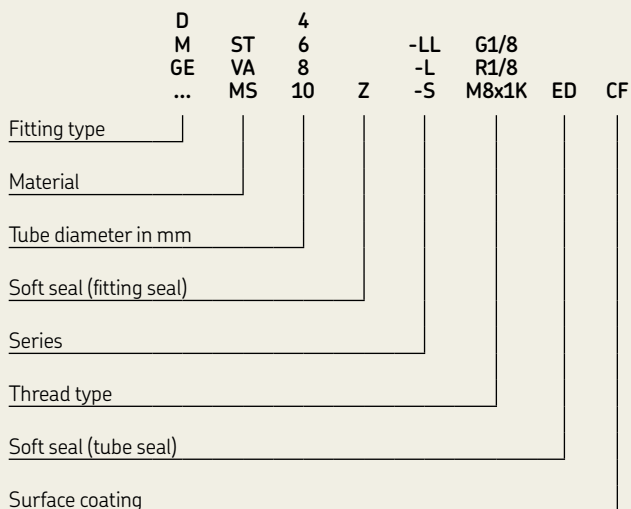 D 4
M ST 6 -LL G1/8
GE VA 8 -L R1/8
... MS 10 Z -S M8x1K ED CF
Fitting type
Material
Tube diameter in mm
Soft seal (fitting seal)
Series
Thread type
Soft seal (tube seal)
Surface coating